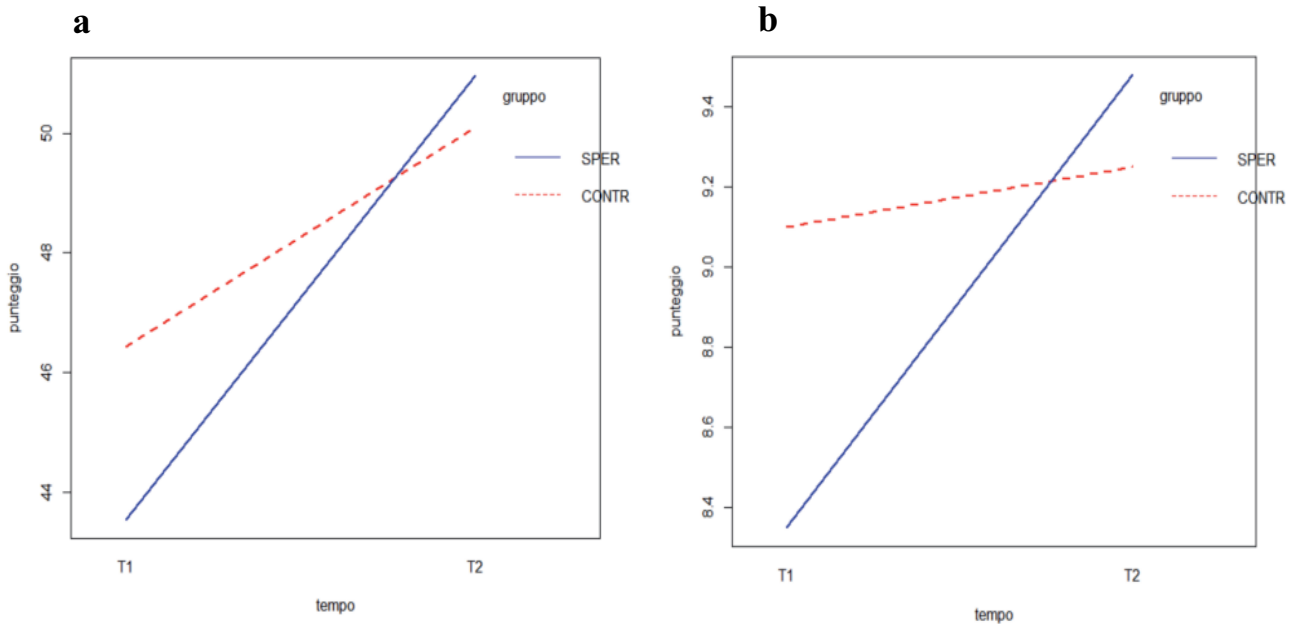 a
gruppo
SPER
CONTR
punteggio
50
48
46
44
T1
T2
tempo
b
gruppo
SPER
CONTR
punteggio
9.4
9.2
9.0
8.8
8.6
8.4
T1
T2
tempo